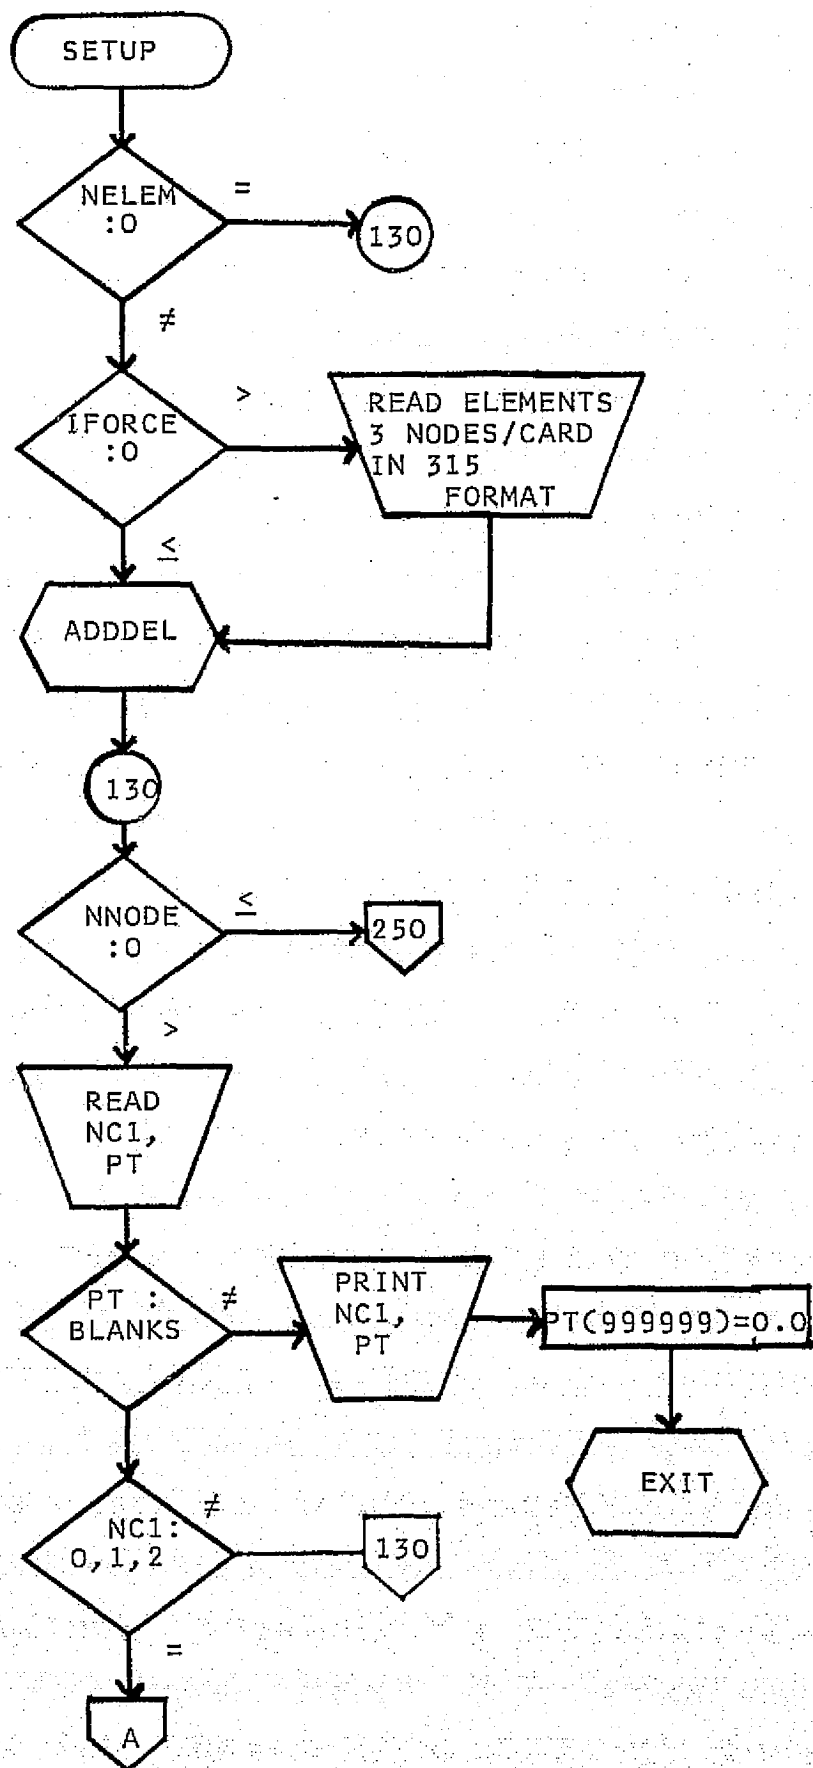 SETUP
NELEM
:0
=
130
≠
IFORCE
:0
>
READ ELEMENTS
3 NODES/CARD
IN 315
FORMAT
≤
ADDDEL
130
NNODE
:0
≤
250
>
READ
NC1,
PT
PT :
BLANKS
≠
PRINT
NC1,
PT
PT(999999)=0.0
EXIT
NC1:
0,1,2
≠
130
=
A